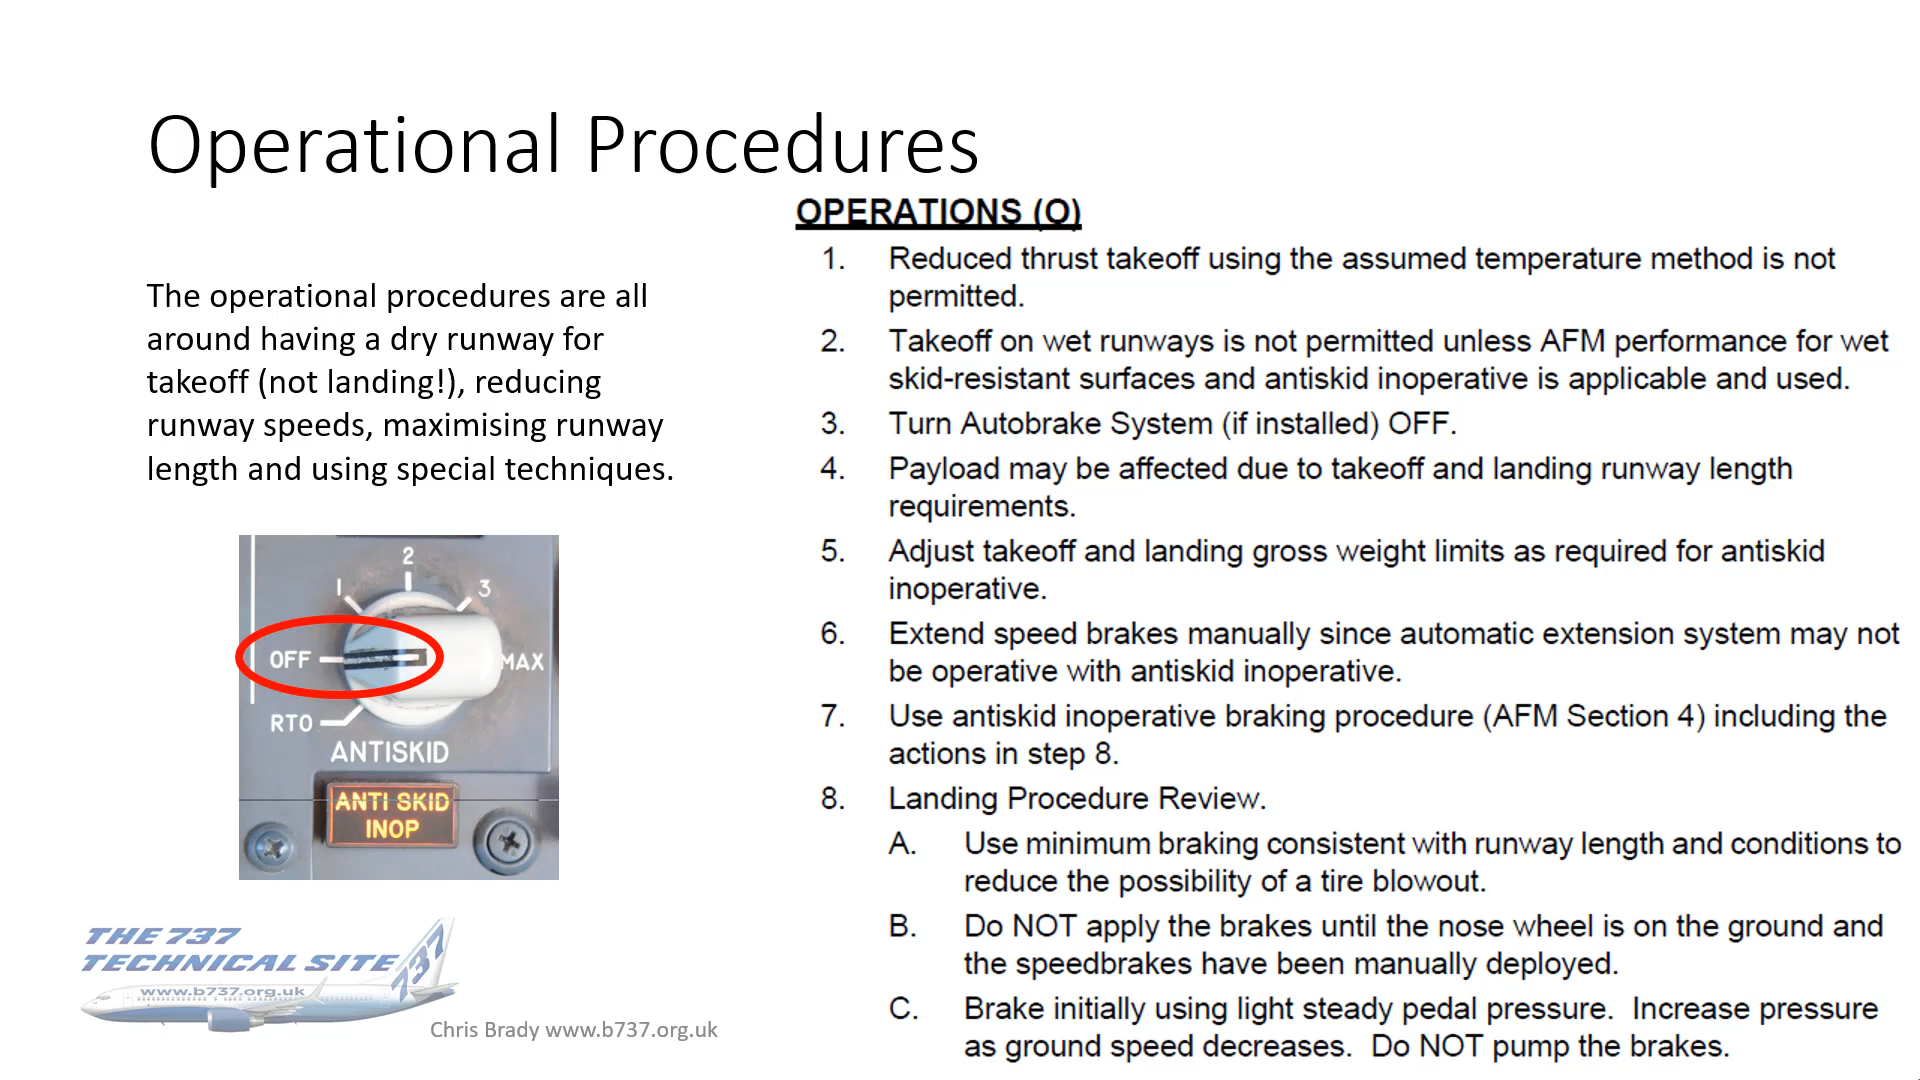 Operational Procedures
The operational procedures are all
around having a dry runway for
takeoff (not landing!), reducing
runway speeds, maximising runway
length and using special techniques.
2
1
3
OFF
MAX
RTO
ANTISKID
ANTI SKID
INOP
THE 737
TECHNICAL SITE
737
www.b737.org.uk
Chris Brady www.b737.org.uk
OPERATIONS (O)
1. Reduced thrust takeoff using the assumed temperature method is not
permitted.
2. Takeoff on wet runways is not permitted unless AFM performance for wet
skid-resistant surfaces and antiskid inoperative is applicable and used.
3. Turn Autobrake System (if installed) OFF.
4. Payload may be affected due to takeoff and landing runway length
requirements.
5. Adjust takeoff and landing gross weight limits as required for antiskid
inoperative.
6. Extend speed brakes manually since automatic extension system may not
be operative with antiskid inoperative.
7. Use antiskid inoperative braking procedure (AFM Section 4) including the
actions in step 8.
8. Landing Procedure Review.
A. Use minimum braking consistent with runway length and conditions to
reduce the possibility of a tire blowout.
B. Do NOT apply the brakes until the nose wheel is on the ground and
the speedbrakes have been manually deployed.
C. Brake initially using light steady pedal pressure. Increase pressure
as ground speed decreases. Do NOT pump the brakes.